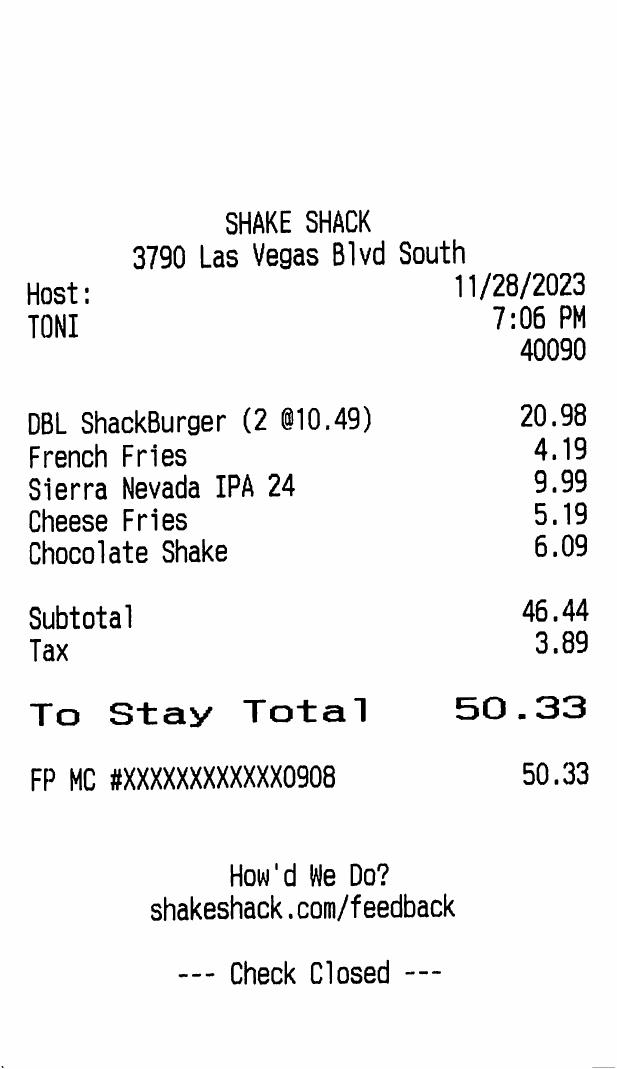 SHAKE SHACK
3790 Las Vegas Blvd South
Host: 11/28/2023
TONI 7:06 PM
40090
DBL ShackBurger (2 @10.49) 20.98
French Fries 4.19
Sierra Nevada IPA 24 9.99
Cheese Fries 5.19
Chocolate Shake 6.09
Subtotal 46.44
Tax 3.89
To Stay Total 50.33
FP MC #XXXXXXXXXXXX0908 50.33
How'd We Do?
shakeshack.com/feedback
--- Check Closed ---